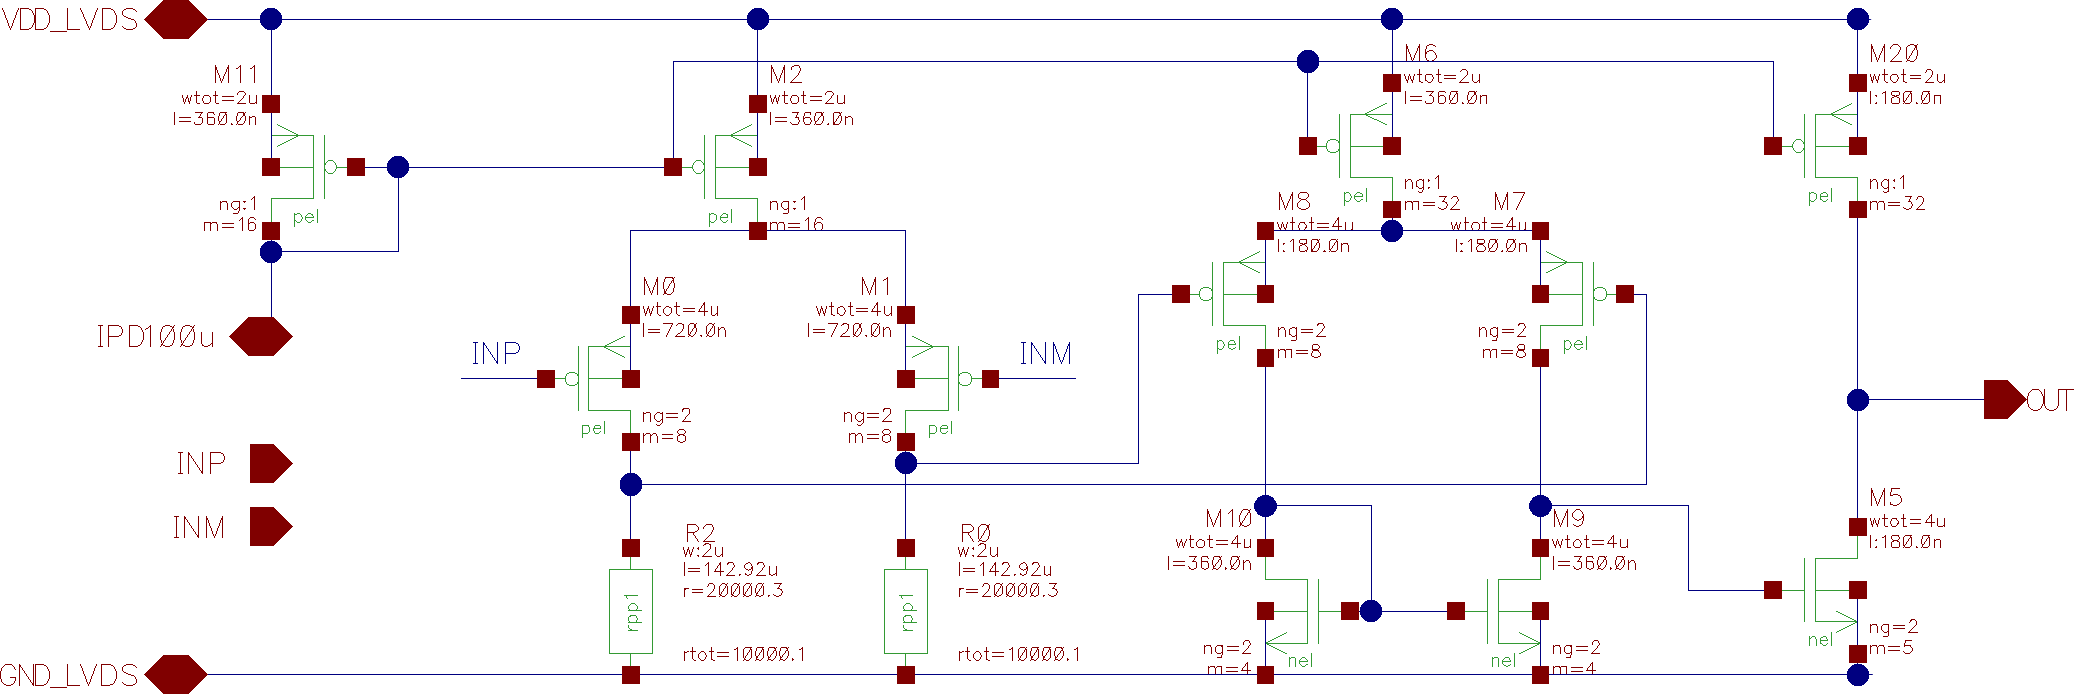 VDD_LVDS
M11
wtot=2u
l=360.0n
ng:1
m=16
pel
M2
wtot=2u
l=360.0n
ng:1
m=16
pel
M6
wtot=2u
l=360.0n
ng:1
m=32
pel
M20
wtot=2u
l:180.0n
ng:1
m=32
pel
M8
wtot=4u
l:180.0n
ng=2
m=8
pel
M7
wtot=4u
l:180.0n
ng=2
m=8
pel
IPD100u
INP
M0
wtot=4u
l=720.0n
ng=2
m=8
pel
M1
wtot=4u
l=720.0n
ng=2
m=8
pel
INM
OUT
INP
INM
R2
w:2u
l=142.92u
r=20000.3
rpp1
rtot=10000.1
R0
w:2u
l=142.92u
r=20000.3
rpp1
rtot=10000.1
M10
wtot=4u
l=360.0n
ng=2
m=4
nel
M9
wtot=4u
l=360.0n
ng=2
m=4
nel
M5
wtot=4u
l:180.0n
ng=2
m=5
nel
GND_LVDS